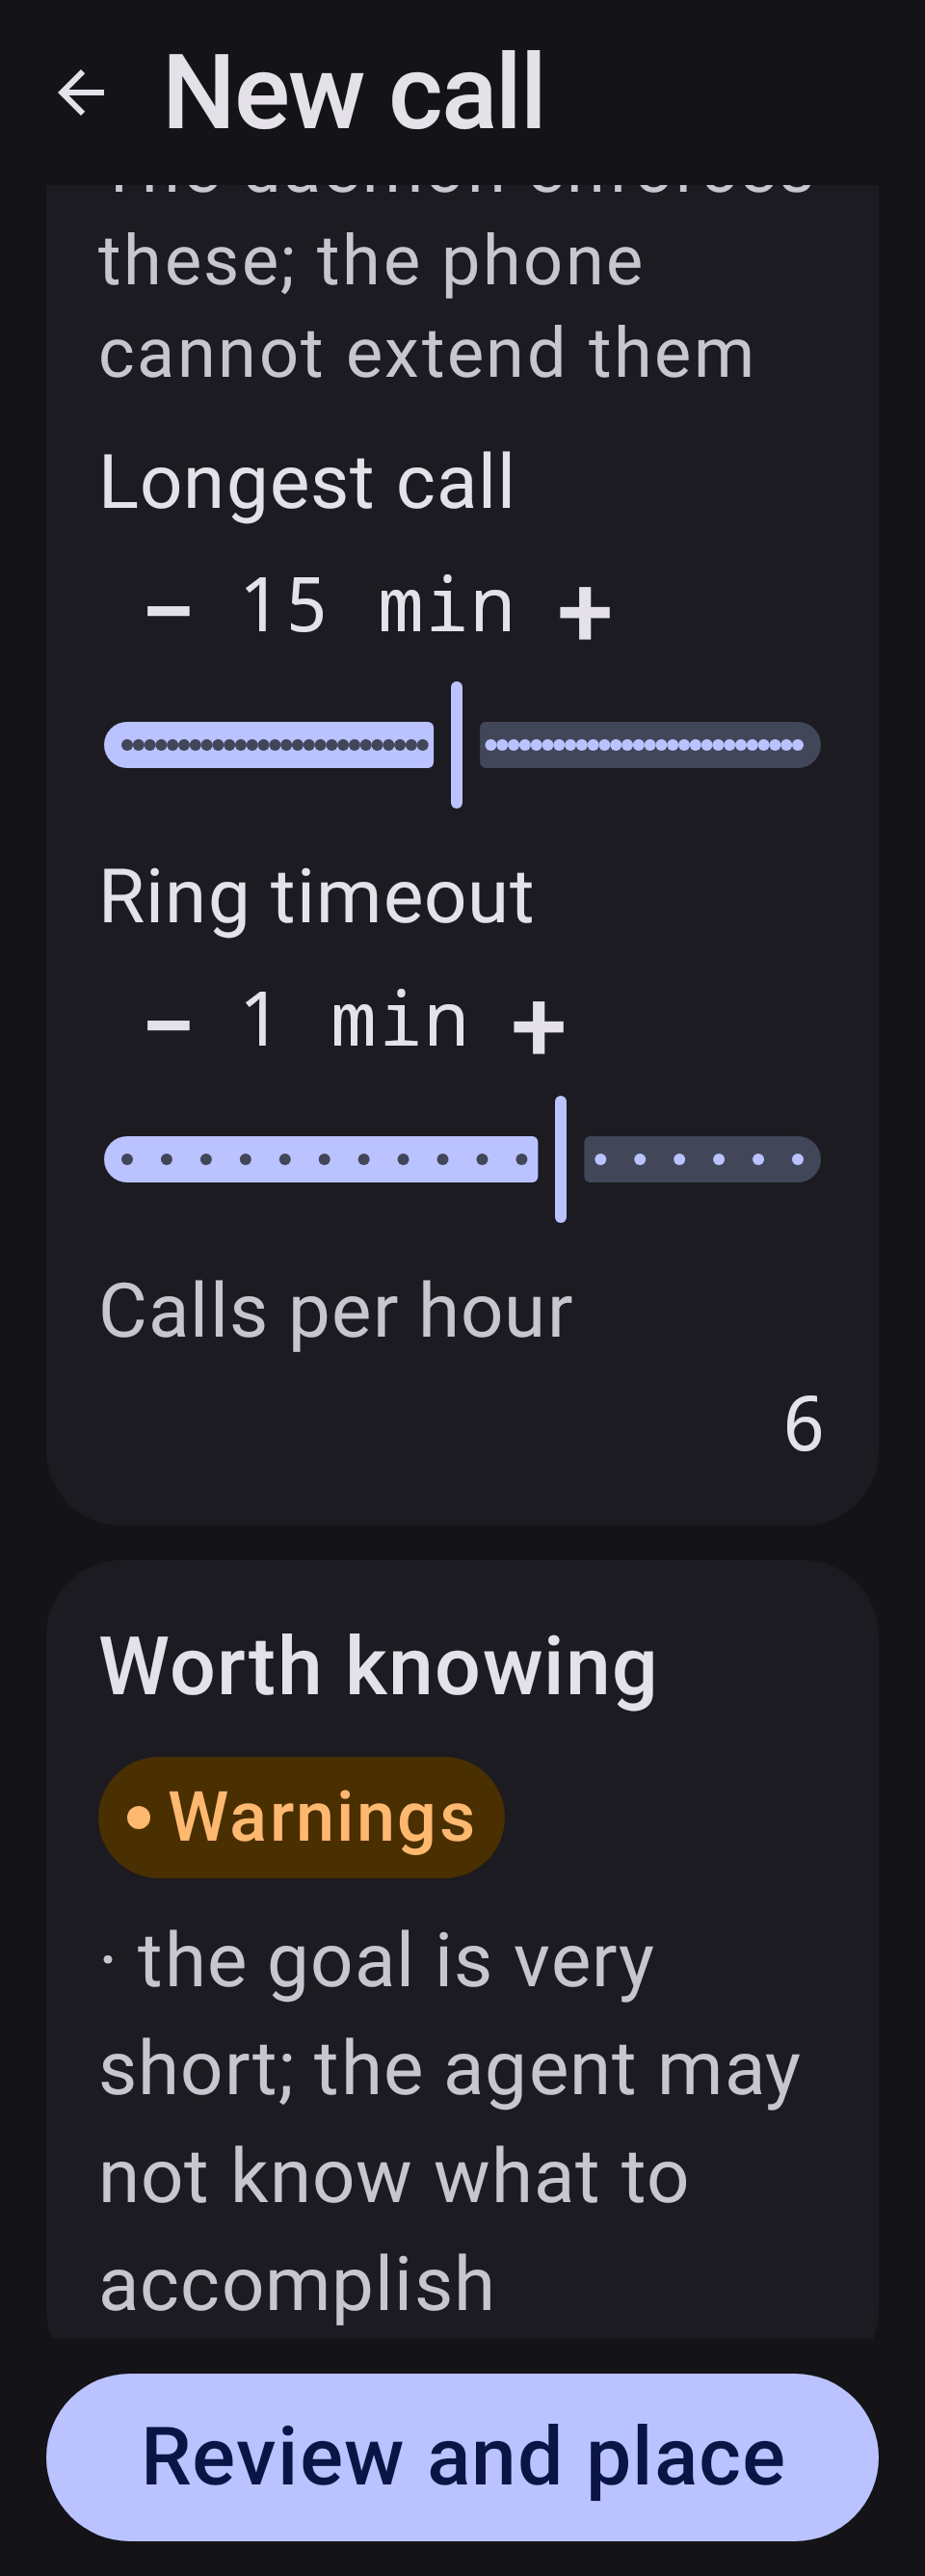 New call
these; the phone
cannot extend them
Longest call
− 15 min +
Ring timeout
− 1 min +
Calls per hour
6
Worth knowing
• Warnings
· the goal is very
short; the agent may
not know what to
accomplish
Review and place